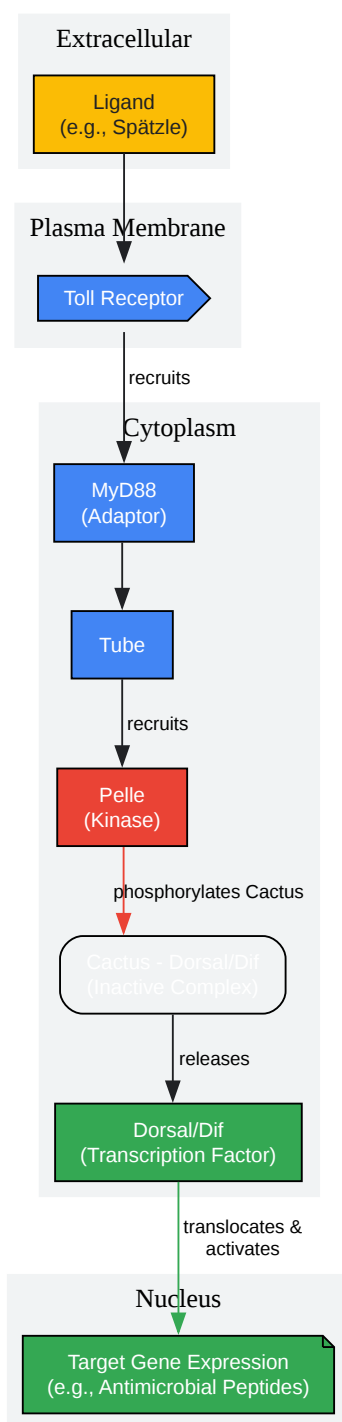 Extracellular
Ligand
(e.g., Spätzle)
Plasma Membrane
Toll Receptor
recruits
Cytoplasm
MyD88
(Adaptor)
Tube
recruits
Pelle
(Kinase)
phosphorylates Cactus
Cactus - Dorsal/Dif
(Inactive Complex)
releases
Dorsal/Dif
(Transcription Factor)
translocates &
activates
Nucleus
Target Gene Expression
(e.g., Antimicrobial Peptides)